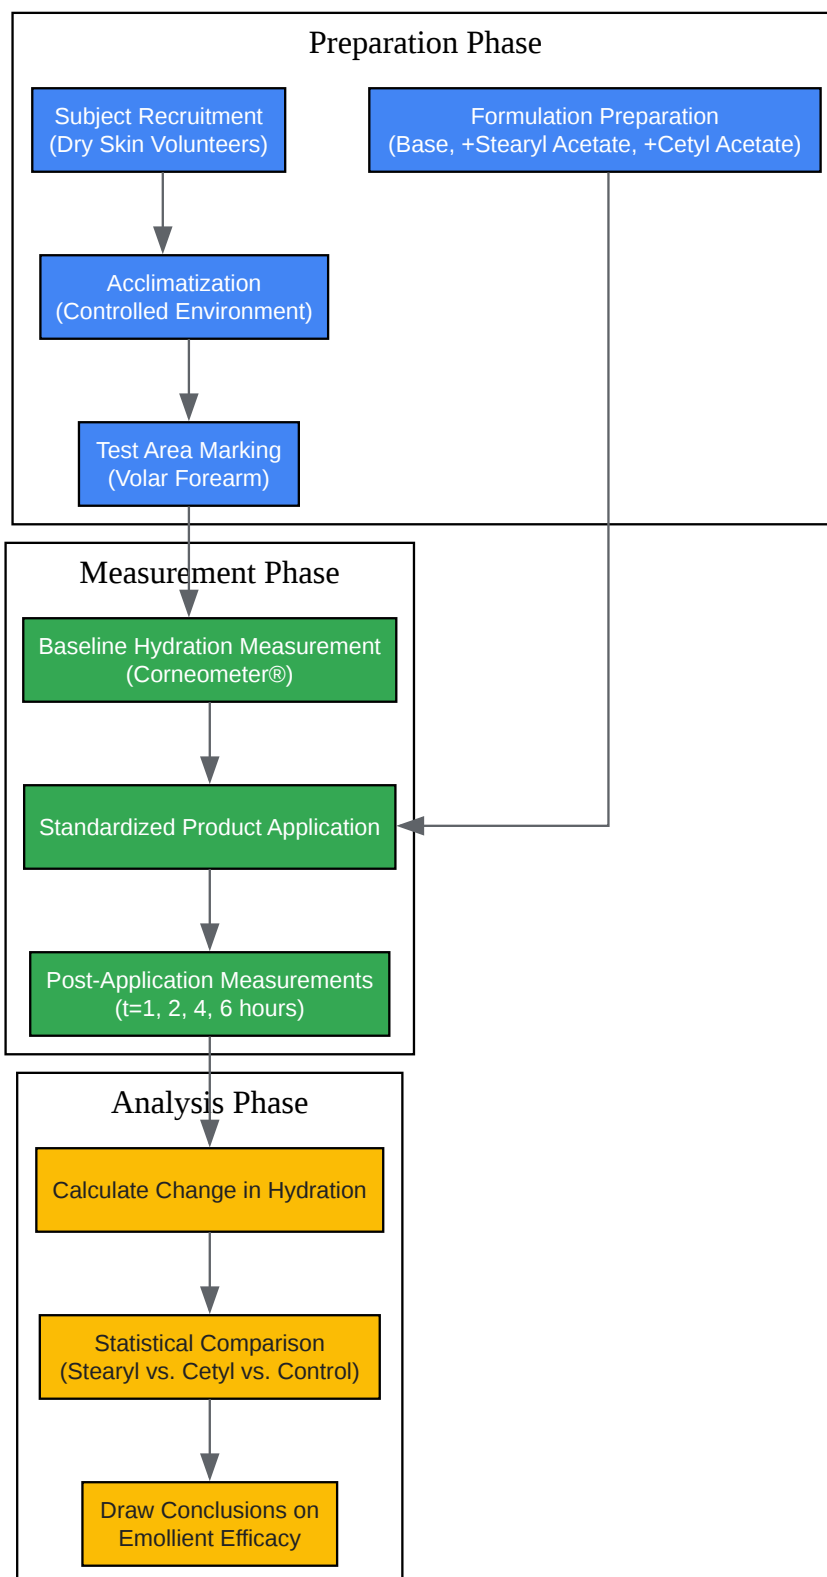 Preparation Phase
Subject Recruitment
(Dry Skin Volunteers)
Formulation Preparation
(Base, +Stearyl Acetate, +Cetyl Acetate)
Acclimatization
(Controlled Environment)
Test Area Marking
(Volar Forearm)
Measurement Phase
Baseline Hydration Measurement
(Corneometer®)
Standardized Product Application
Post-Application Measurements
(t=1, 2, 4, 6 hours)
Analysis Phase
Calculate Change in Hydration
Statistical Comparison
(Stearyl vs. Cetyl vs. Control)
Draw Conclusions on
Emollient Efficacy